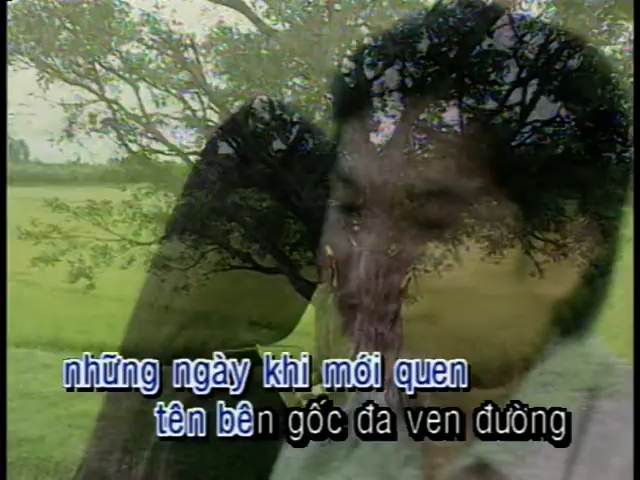 những ngày khi mới quen
tên bên gốc đa ven đường